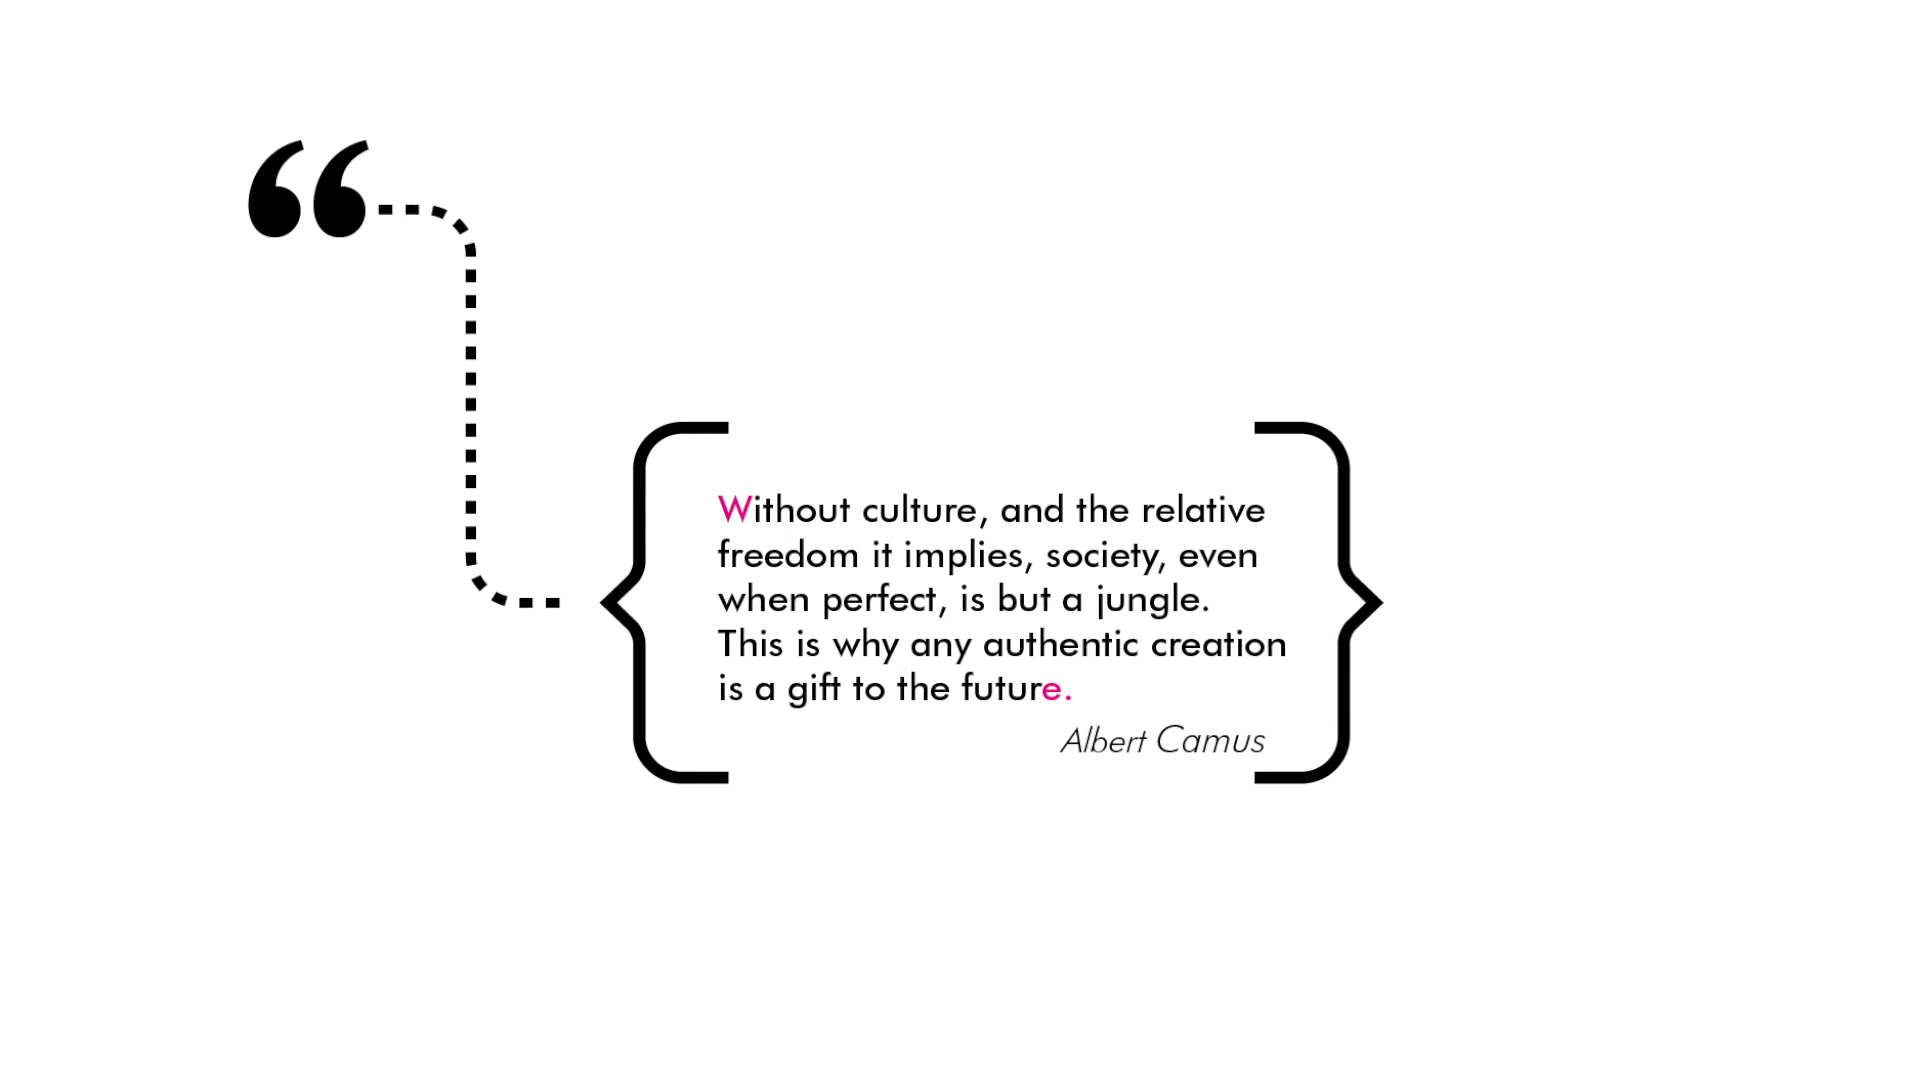 “
Without culture, and the relative
freedom it implies, society, even
when perfect, is but a jungle.
This is why any authentic creation
is a gift to the future.
Albert Camus